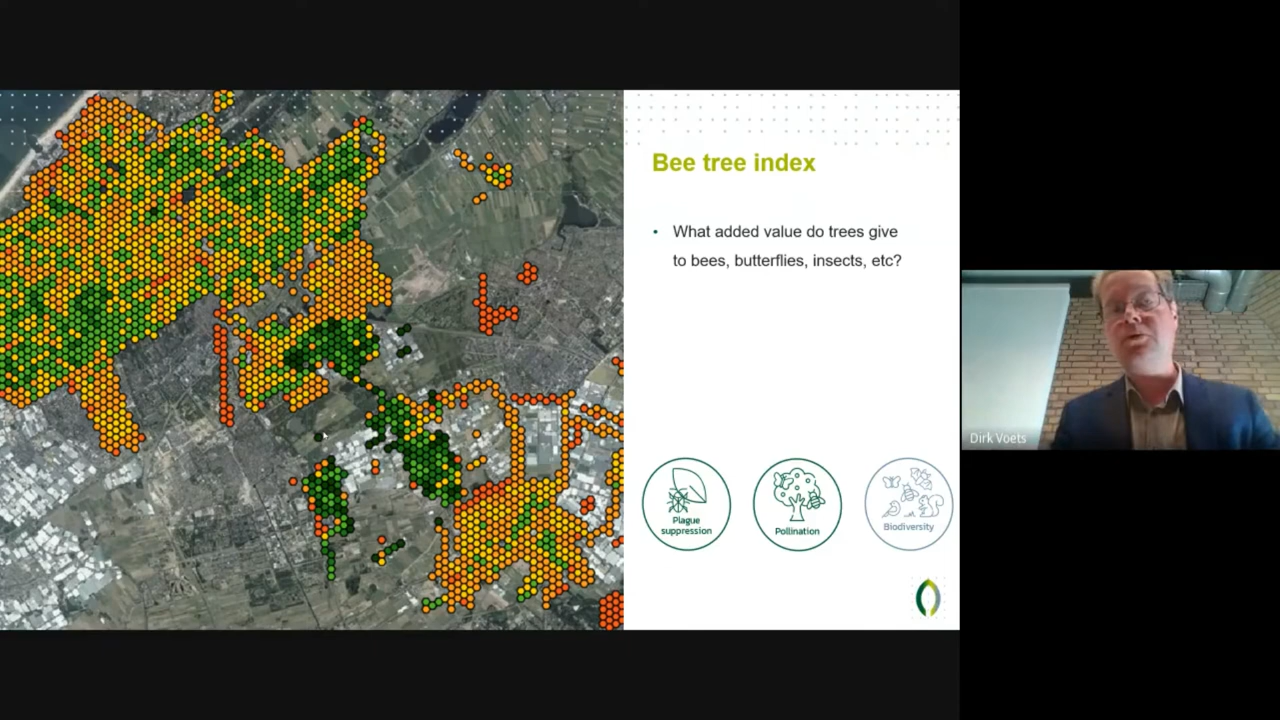 Bee tree index
• What added value do trees give
to bees, butterflies, insects, etc?
Plague
suppression
Pollination
Biodiversity
Dirk Voets